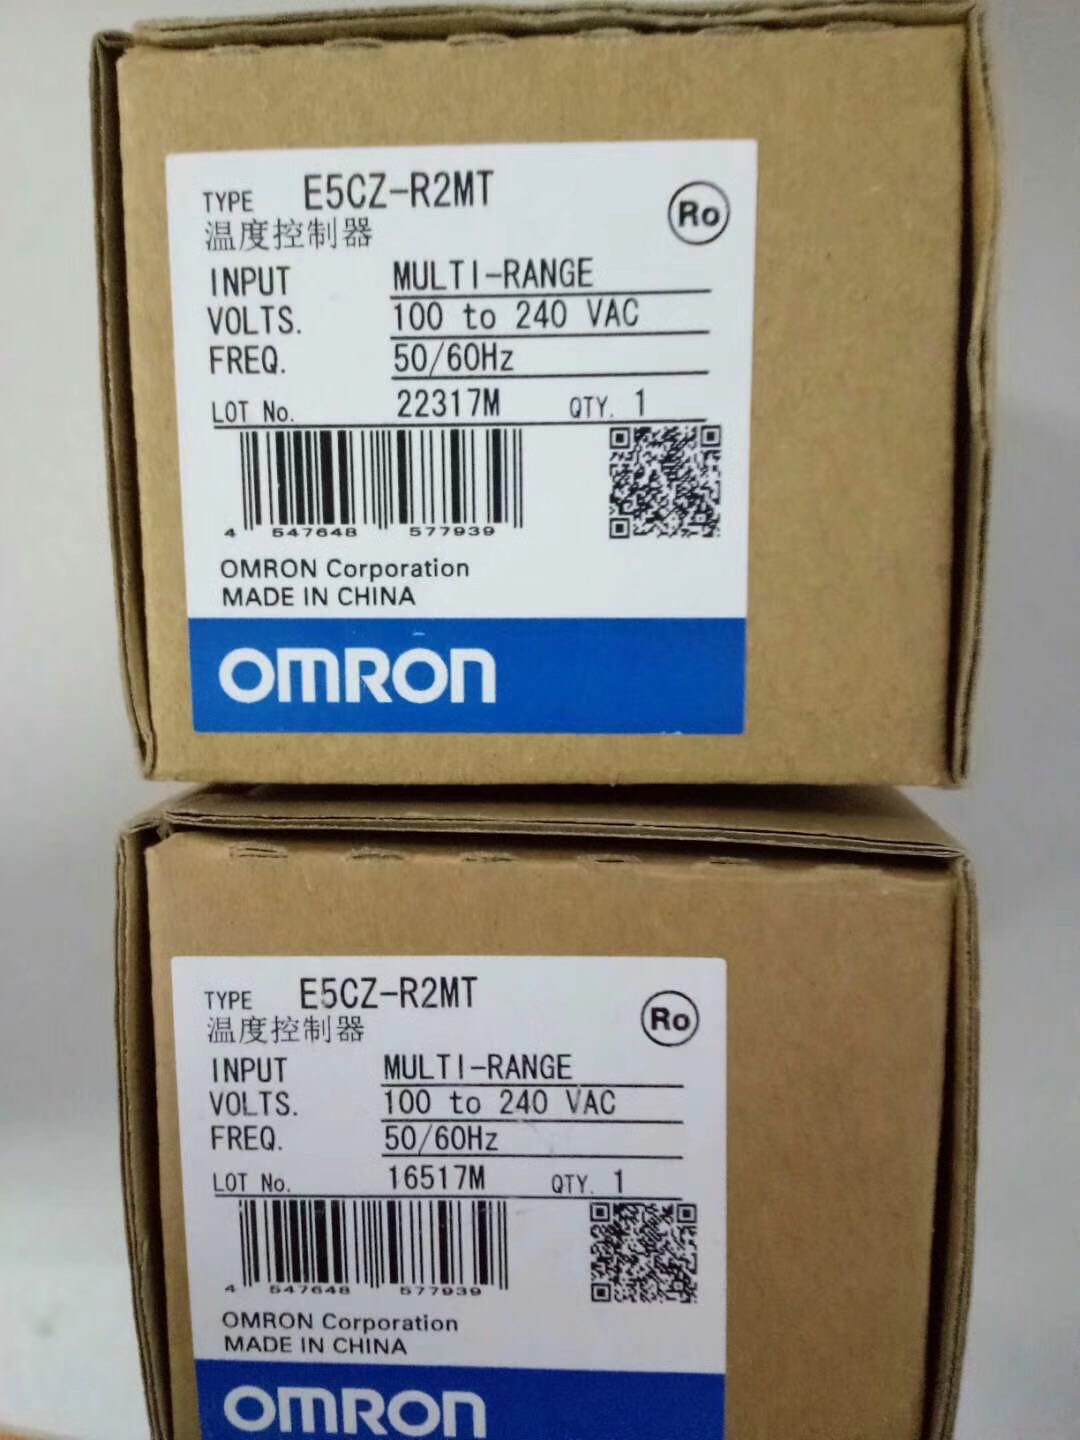 TYPE E5CZ-R2MT
Ro
温度控制器
INPUT MULTI-RANGE
VOLTS. 100 to 240 VAC
FREQ. 50/60Hz
LOT No. 22317M QTY. 1
4 547648 577939
OMRON Corporation
MADE IN CHINA
OMRON
TYPE E5CZ-R2MT
Ro
温度控制器
INPUT MULTI-RANGE
VOLTS. 100 to 240 VAC
FREQ. 50/60Hz
LOT No. 16517M QTY. 1
4 547648 577939
OMRON Corporation
MADE IN CHINA
OMRON